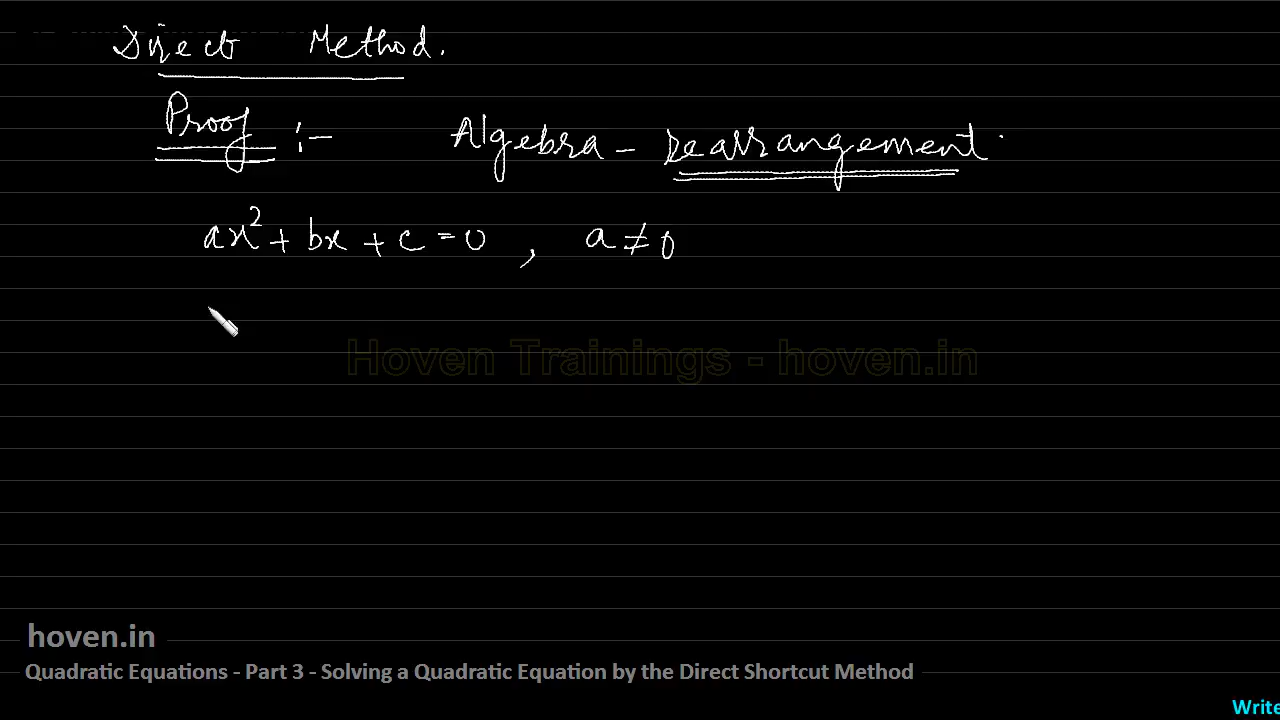 Direct Method.
Proof :- Algebra - rearrangement.
ax² + bx + c = 0 , a ≠ 0
Hoven Trainings - hoven.in
hoven.in
Quadratic Equations - Part 3 - Solving a Quadratic Equation by the Direct Shortcut Method
Write